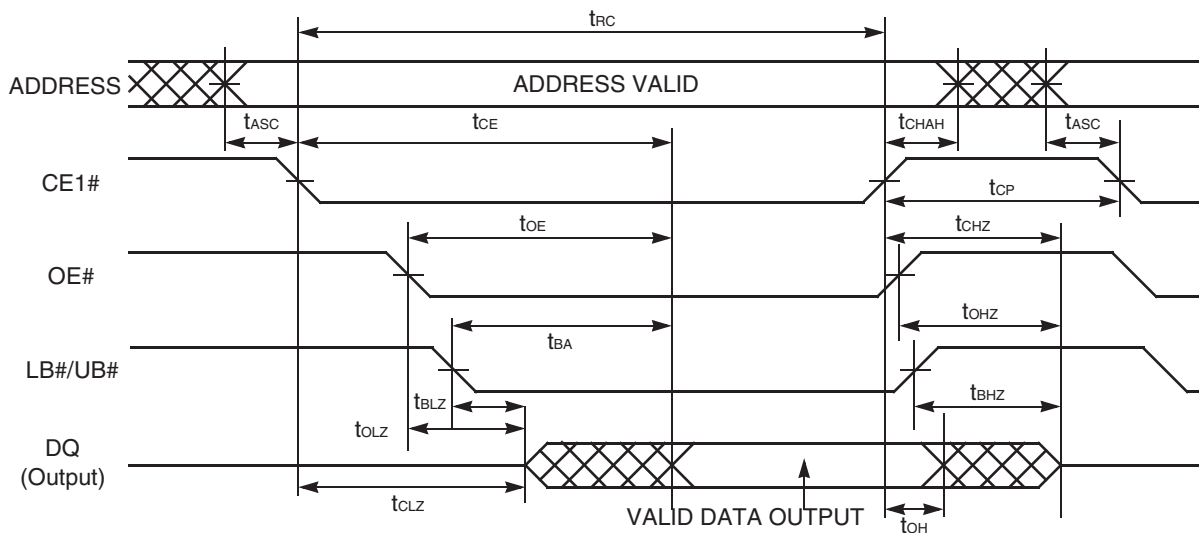 tRC
ADDRESS
ADDRESS VALID
tASC
tCE
tCHAH
tASC
CE1#
tCP
tOE
tCHZ
OE#
tOHZ
tBA
LB#/UB#
tBLZ
tBHZ
tOLZ
DQ
(Output)
tCLZ
VALID DATA OUTPUT
tOH